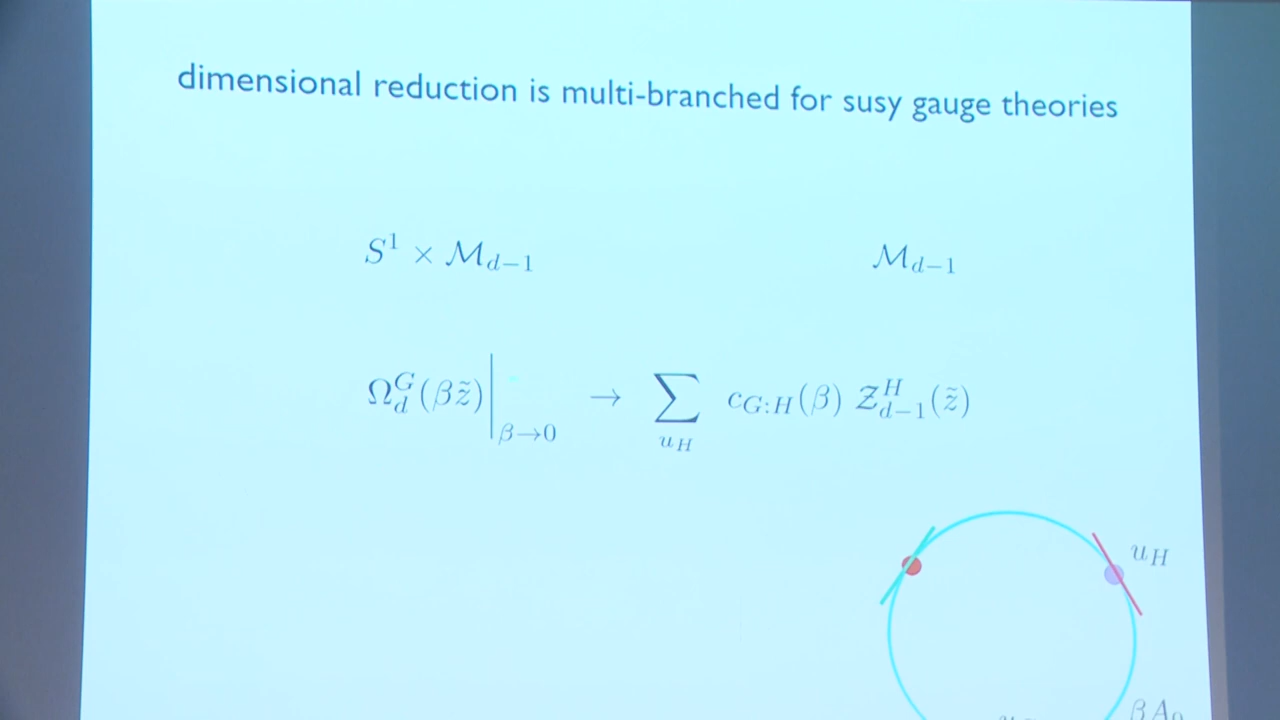 dimensional reduction is multi-branched for susy gauge theories
S¹ × ℳ_{d−1} ℳ_{d−1}
Ω_d^G(βz̃)|_{β→0} → ∑_{u_H} c_{G:H}(β) 𝒵_{d−1}^H(z̃)
u_H
βA₀